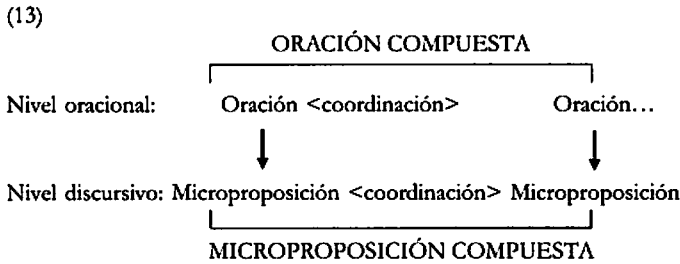 (13)
ORACIÓN COMPUESTA
Nivel oracional: Oración <coordinación> Oración…
Nivel discursivo: Microproposición <coordinación> Microproposición
MICROPROPOSICIÓN COMPUESTA